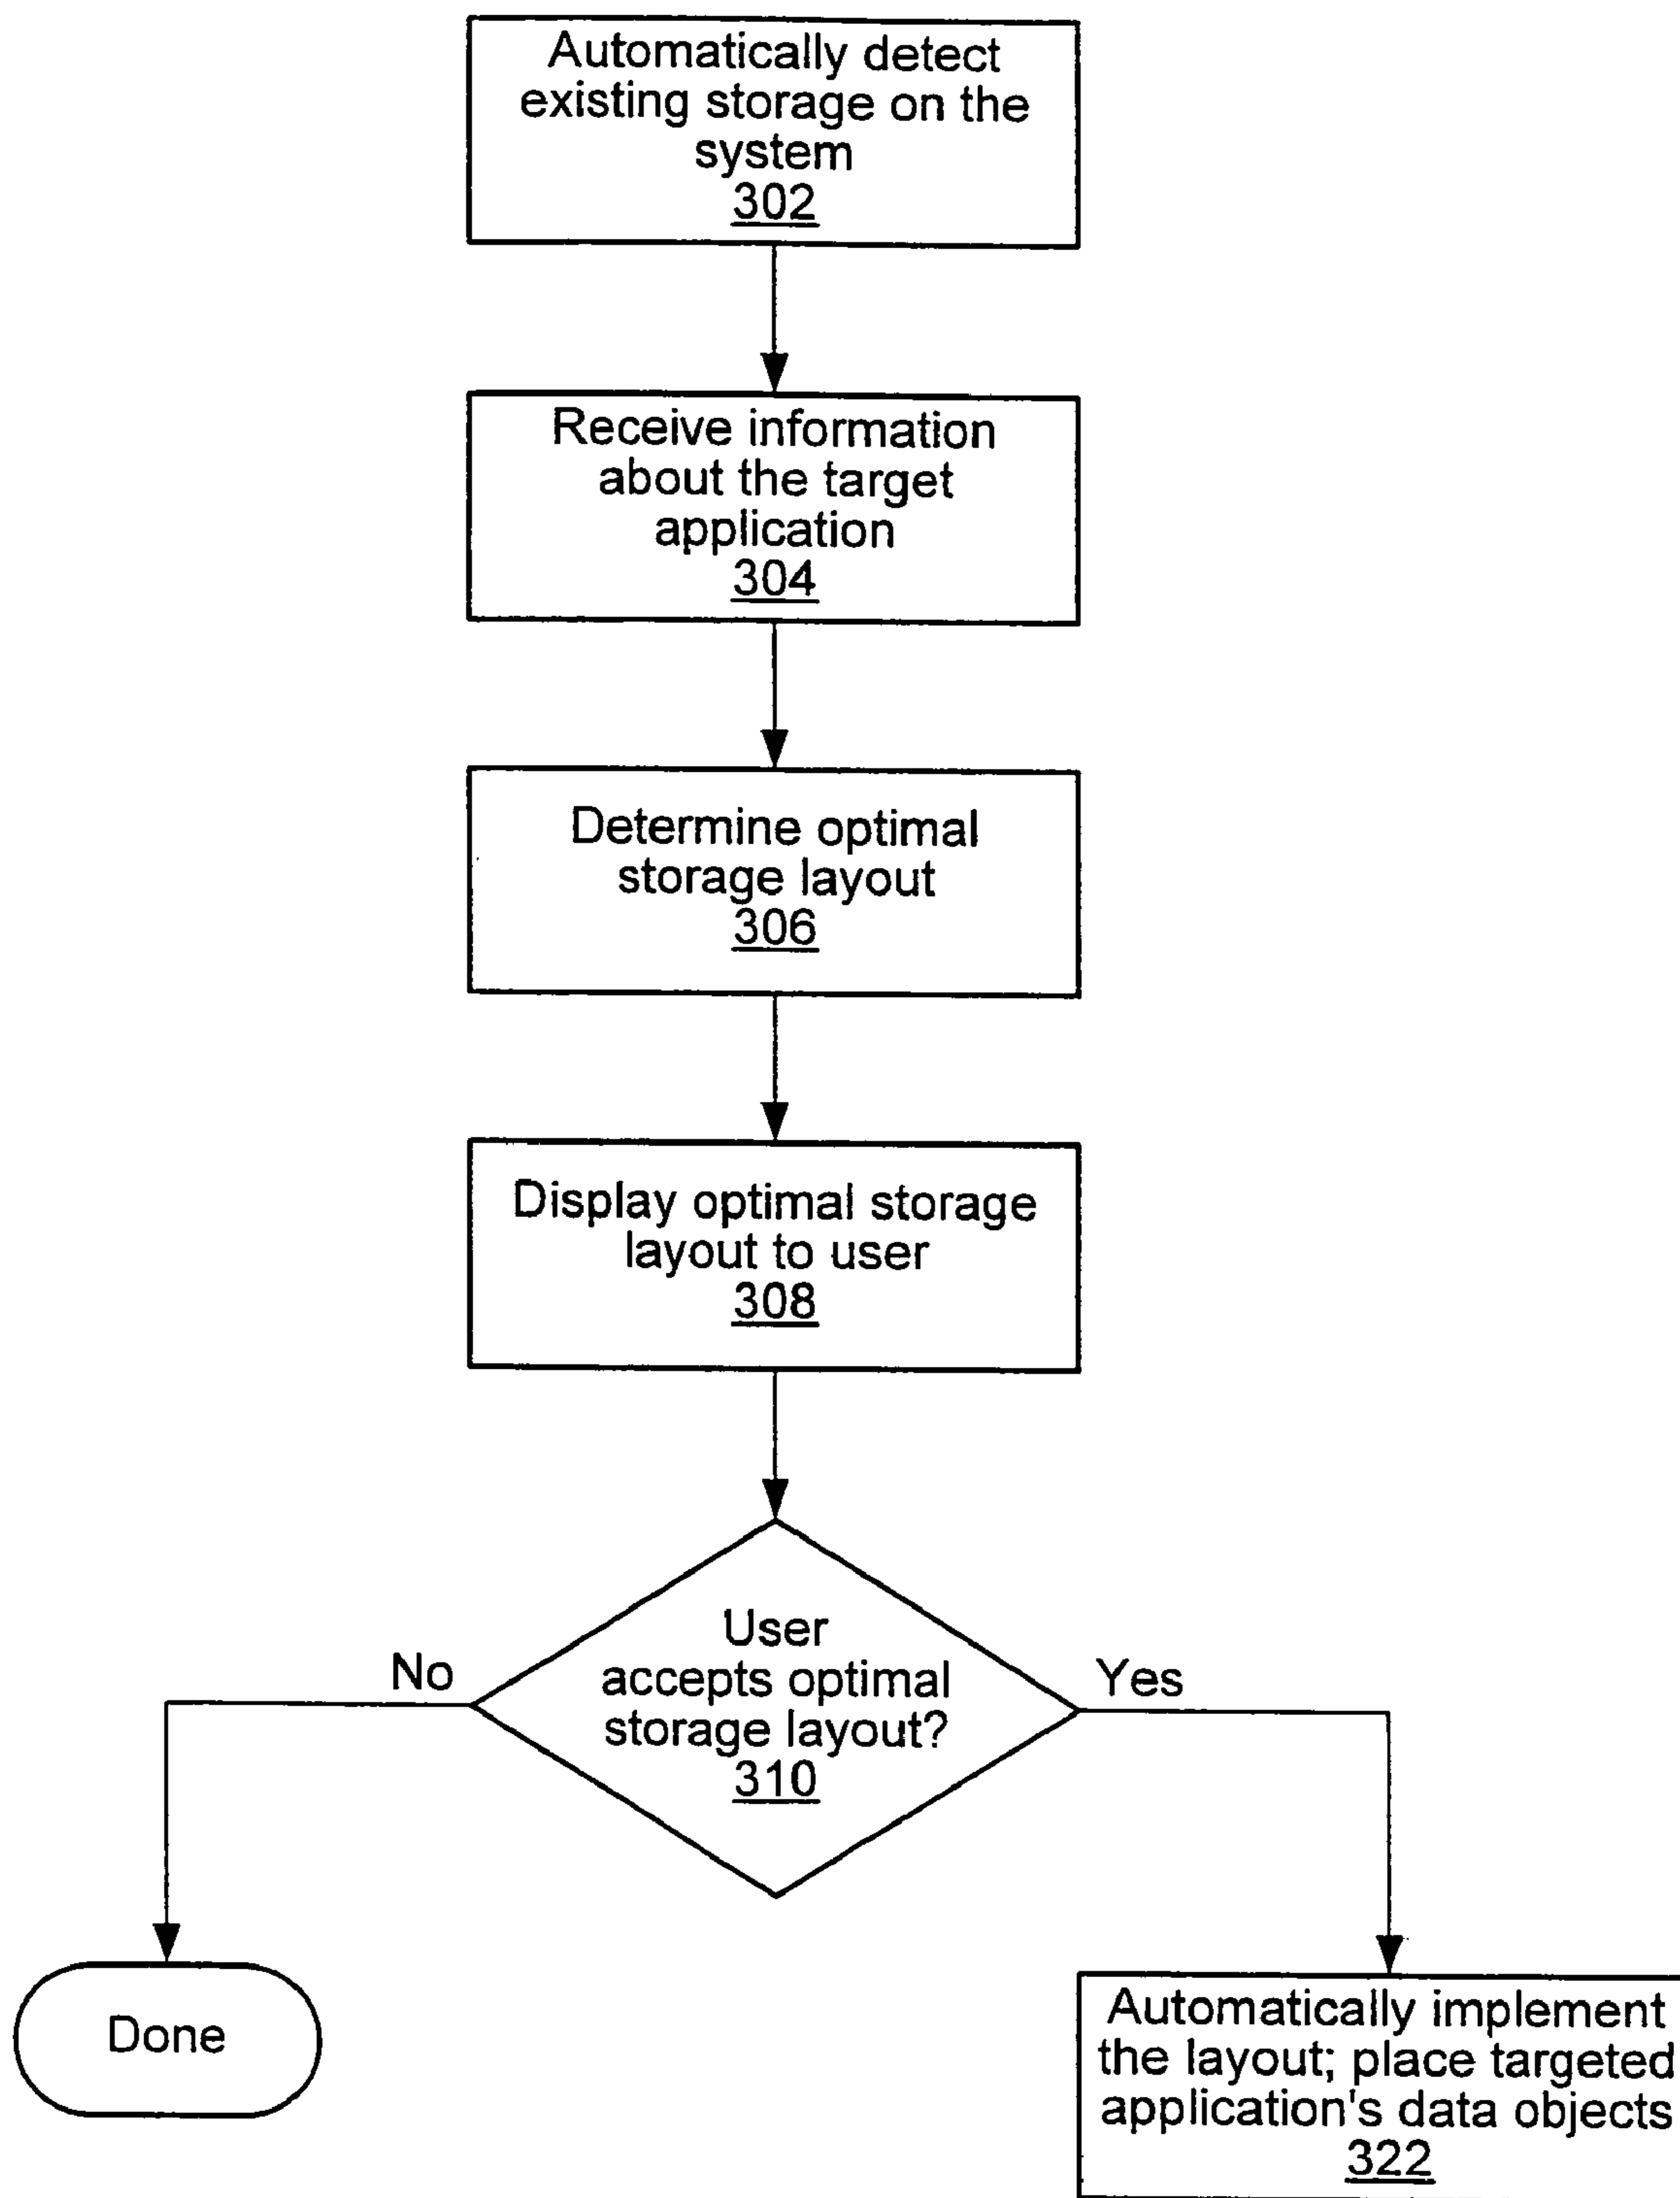 Automatically detect
existing storage on the
system
302
Receive information
about the target
application
304
Determine optimal
storage layout
306
Display optimal storage
layout to user
308
User
accepts optimal
storage layout?
310
No
Yes
Done
Automatically implement
the layout; place targeted
application's data objects
322